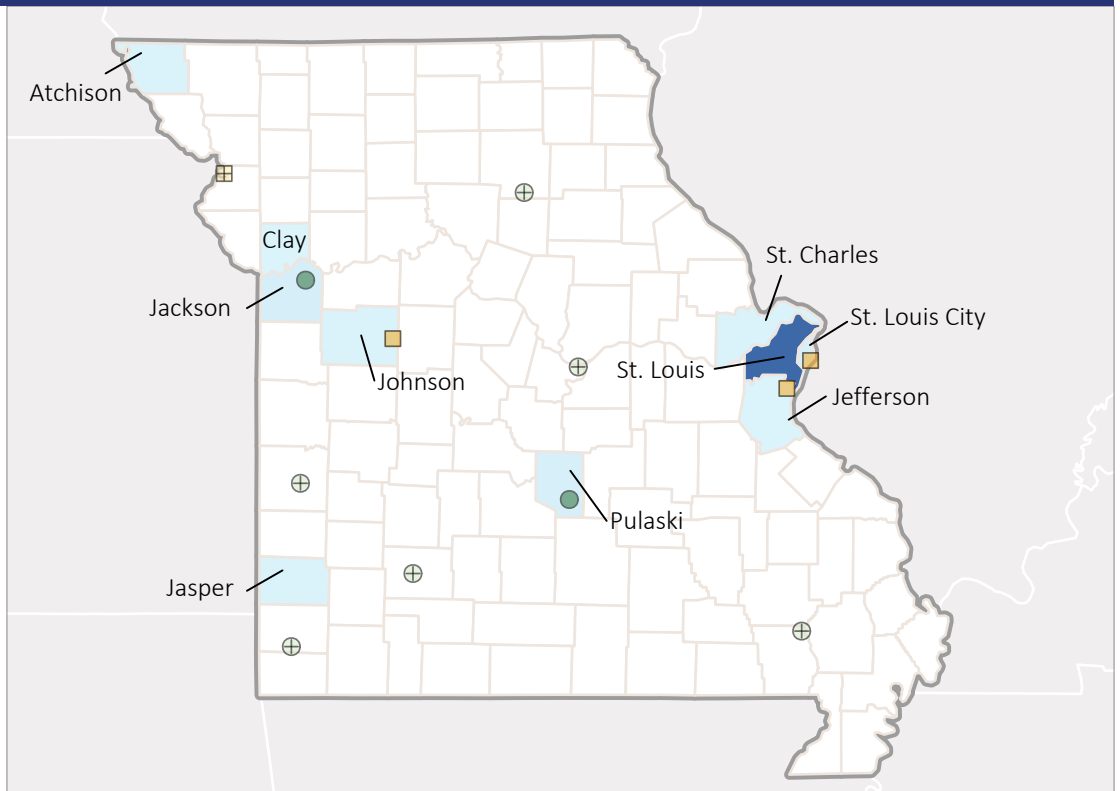 Atchison
Clay
St. Charles
Jackson
St. Louis City
St. Louis
Johnson
Jefferson
Pulaski
Jasper